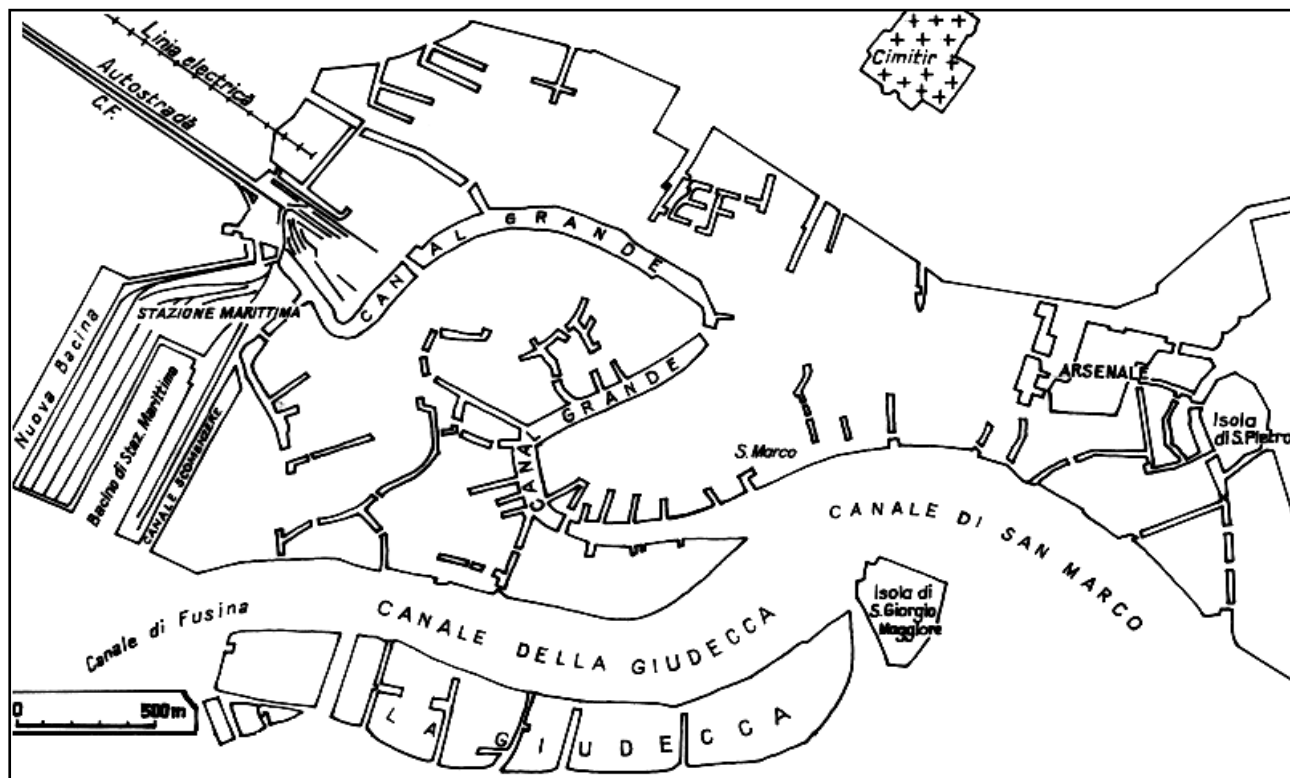 Linia electrică
Autostradă
C.F.
Cimitir
CANAL GRANDE
STAZIONE MARITTIMA
Nuova Bacina
Bacino di Staz. Marittima
CANALE SCOMENZERE
CANAL GRANDE
ARSENALE
Isola
di S. Pietro
S. Marco
CANALE DI SAN MARCO
Isola di
S. Giorgio
Maggiore
Canale di Fusina
CANALE DELLA GIUDECCA
LA GIUDECCA
0 500m